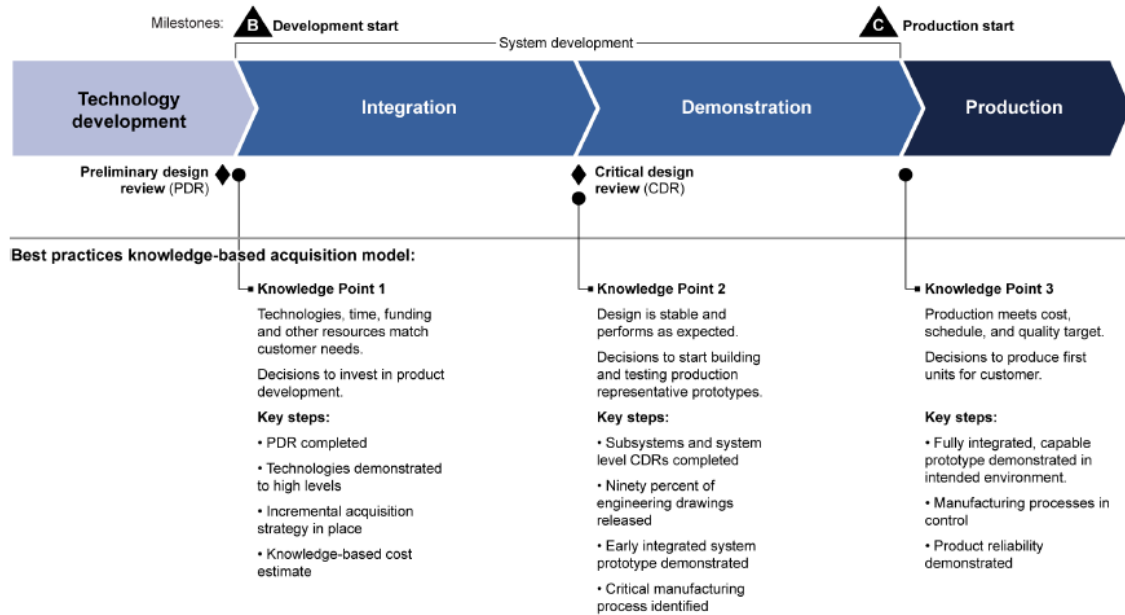 Milestones:
B
Development start
C
Production start
System development
Technology
development
Integration
Demonstration
Production
Preliminary design
review (PDR)
Critical design
review (CDR)
Best practices knowledge-based acquisition model:
Knowledge Point 1
Technologies, time, funding
and other resources match
customer needs.
Decisions to invest in product
development.
Key steps:
• PDR completed
• Technologies demonstrated
to high levels
• Incremental acquisition
strategy in place
• Knowledge-based cost
estimate
Knowledge Point 2
Design is stable and
performs as expected.
Decisions to start building
and testing production
representative prototypes.
Key steps:
• Subsystems and system
level CDRs completed
• Ninety percent of
engineering drawings
released
• Early integrated system
prototype demonstrated
• Critical manufacturing
process identified
Knowledge Point 3
Production meets cost,
schedule, and quality target.
Decisions to produce first
units for customer.
Key steps:
• Fully integrated, capable
prototype demonstrated in
intended environment.
• Manufacturing processes in
control
• Product reliability
demonstrated